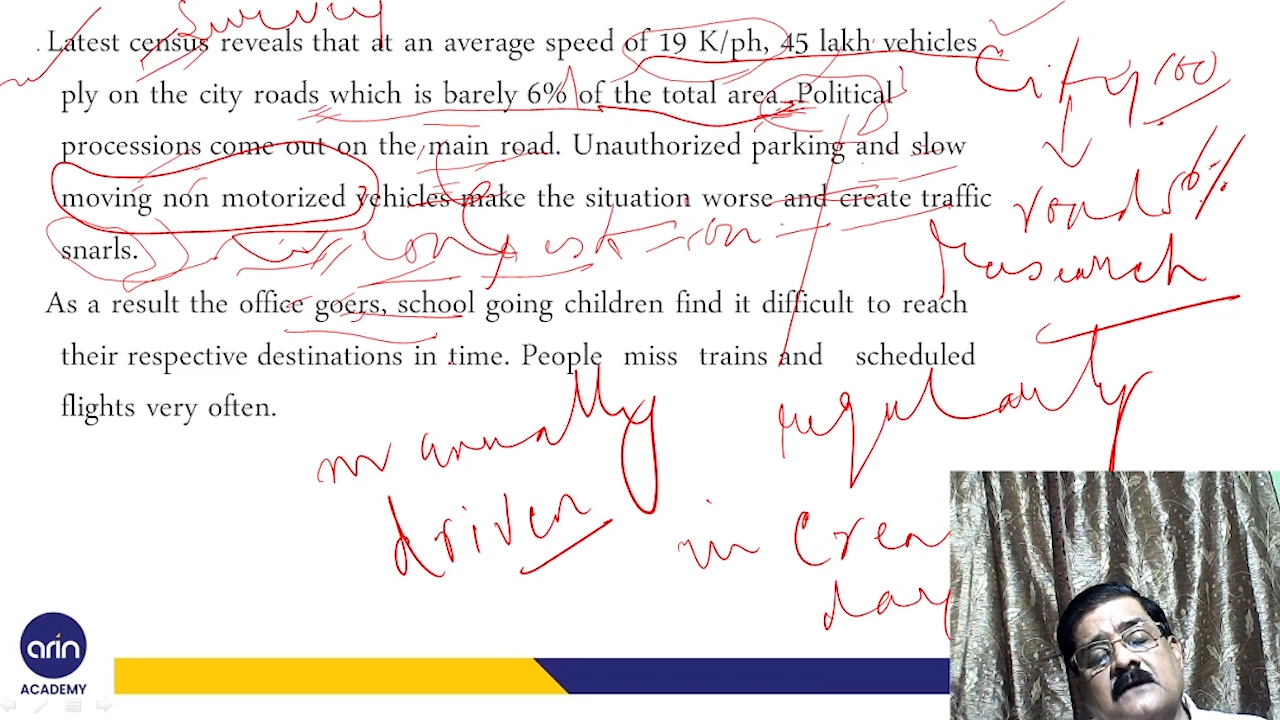 Survey
. Latest census reveals that at an average speed of 19 K/ph, 45 lakh vehicles
ply on the city roads which is barely 6% of the total area. Political
processions come out on the main road. Unauthorized parking and slow
moving non motorized vehicles make the situation worse and create traffic
snarls.
As a result the office goers, school going children find it difficult to reach
their respective destinations in time. People miss trains and scheduled
flights very often.
City 100
roads 6%
congestion
research
manually
driven
regularity
in
day
arin
ACADEMY